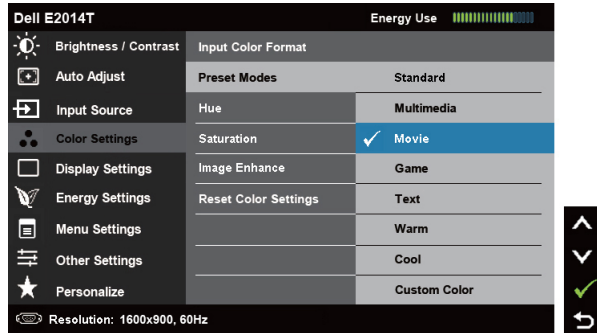 Dell E2014T Energy Use
Brightness / Contrast Input Color Format
Auto Adjust Preset Modes Standard
Input Source Hue Multimedia
Color Settings Saturation Movie
Display Settings Image Enhance Game
Energy Settings Reset Color Settings Text
Menu Settings Warm
Other Settings Cool
Personalize Custom Color
Resolution: 1600x900, 60Hz